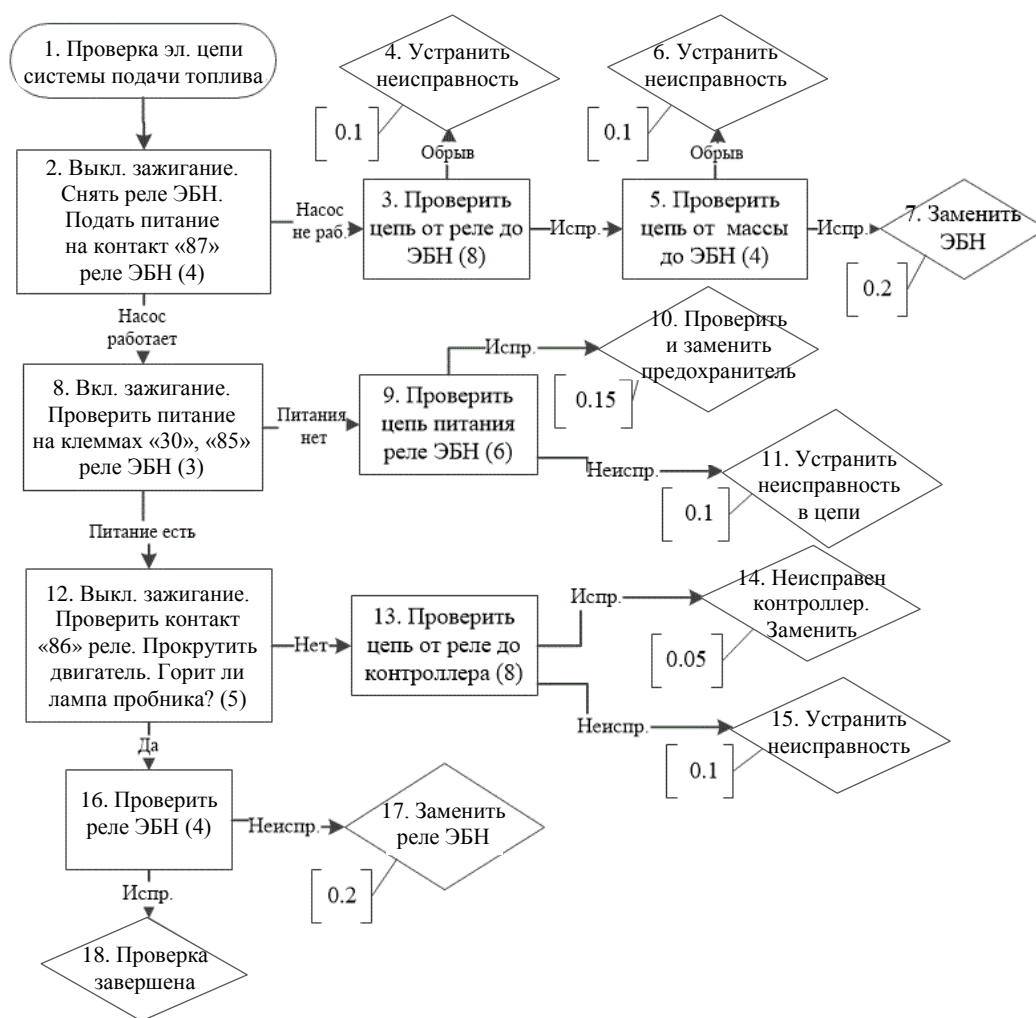 1. Проверка эл. цепи
системы подачи топлива
2. Выкл. зажигание.
Снять реле ЭБН.
Подать питание
на контакт «87»
реле ЭБН (4)
Насос
не раб.
3. Проверить
цепь от реле до
ЭБН (8)
Обрыв
4. Устранить
неисправность
0.1
Испр.
5. Проверить
цепь от массы
до ЭБН (4)
Обрыв
6. Устранить
неисправность
0.1
Испр.
7. Заменить
ЭБН
0.2
Насос
работает
8. Вкл. зажигание.
Проверить питание
на клеммах «30», «85»
реле ЭБН (3)
Питания
нет
9. Проверить
цепь питания
реле ЭБН (6)
Испр.
10. Проверить
и заменить
предохранитель
0.15
Неиспр.
11. Устранить
неисправность
в цепи
0.1
Питание есть
12. Выкл. зажигание.
Проверить контакт
«86» реле. Прокрутить
двигатель. Горит ли
лампа пробника? (5)
Нет
13. Проверить
цепь от реле до
контроллера (8)
Испр.
14. Неисправен
контроллер.
Заменить
0.05
Неиспр.
15. Устранить
неисправность
0.1
Да
16. Проверить
реле ЭБН (4)
Неиспр.
17. Заменить
реле ЭБН
0.2
Испр.
18. Проверка
завершена